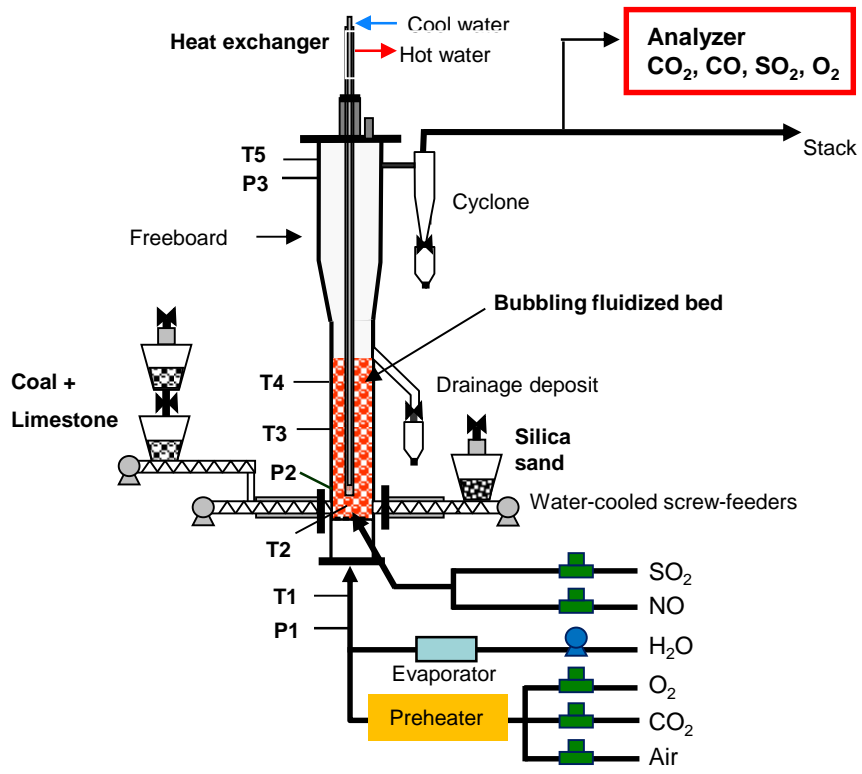 Cool water
Heat exchanger
Hot water
Analyzer
CO₂, CO, SO₂, O₂
T5
P3
Stack
Cyclone
Freeboard
Bubbling fluidized bed
Coal +
Limestone
T4
Drainage deposit
T3
Silica
sand
P2
Water-cooled screw-feeders
T2
SO₂
T1
NO
P1
H₂O
Evaporator
O₂
Preheater
CO₂
Air